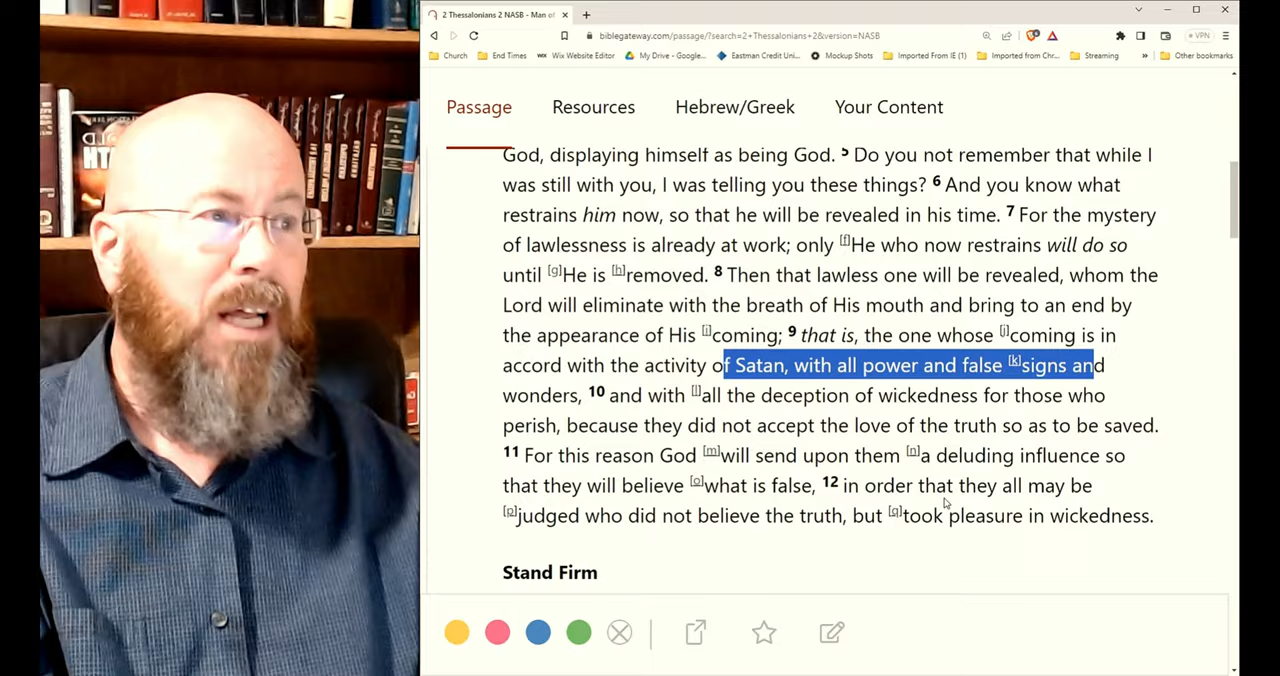 2 Thessalonians 2 NASB - Man of
biblegateway.com/passage/?search=2+Thessalonians+2&version=NASB
VPN
Church End Times WIX Wix Website Editor My Drive - Google... Eastman Credit Uni... Mockup Shots Imported From IE (1) Imported from Chr... Streaming » Other bookmarks
Passage Resources Hebrew/Greek Your Content
God, displaying himself as being God. 5 Do you not remember that while I
was still with you, I was telling you these things? 6 And you know what
restrains him now, so that he will be revealed in his time. 7 For the mystery
of lawlessness is already at work; only [f]He who now restrains will do so
until [g]He is [h]removed. 8 Then that lawless one will be revealed, whom the
Lord will eliminate with the breath of His mouth and bring to an end by
the appearance of His [i]coming; 9 that is, the one whose [j]coming is in
accord with the activity of Satan, with all power and false [k]signs and
wonders, 10 and with [l]all the deception of wickedness for those who
perish, because they did not accept the love of the truth so as to be saved.
11 For this reason God [m]will send upon them [n]a deluding influence so
that they will believe [o]what is false, 12 in order that they all may be
[p]judged who did not believe the truth, but [q]took pleasure in wickedness.
Stand Firm